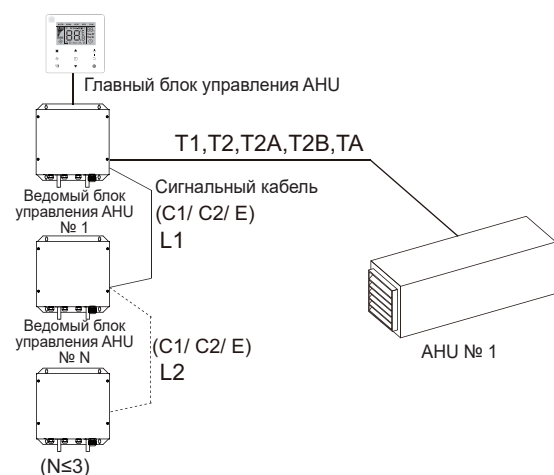 88
Главный блок управления AHU
T1,T2,T2A,T2B,TA
Сигнальный кабель
(C1/ C2/ E)
L1
Ведомый блок
управления AHU
№ 1
Ведомый блок
управления AHU
№ N
(C1/ C2/ E)
L2
AHU № 1
(N≤3)